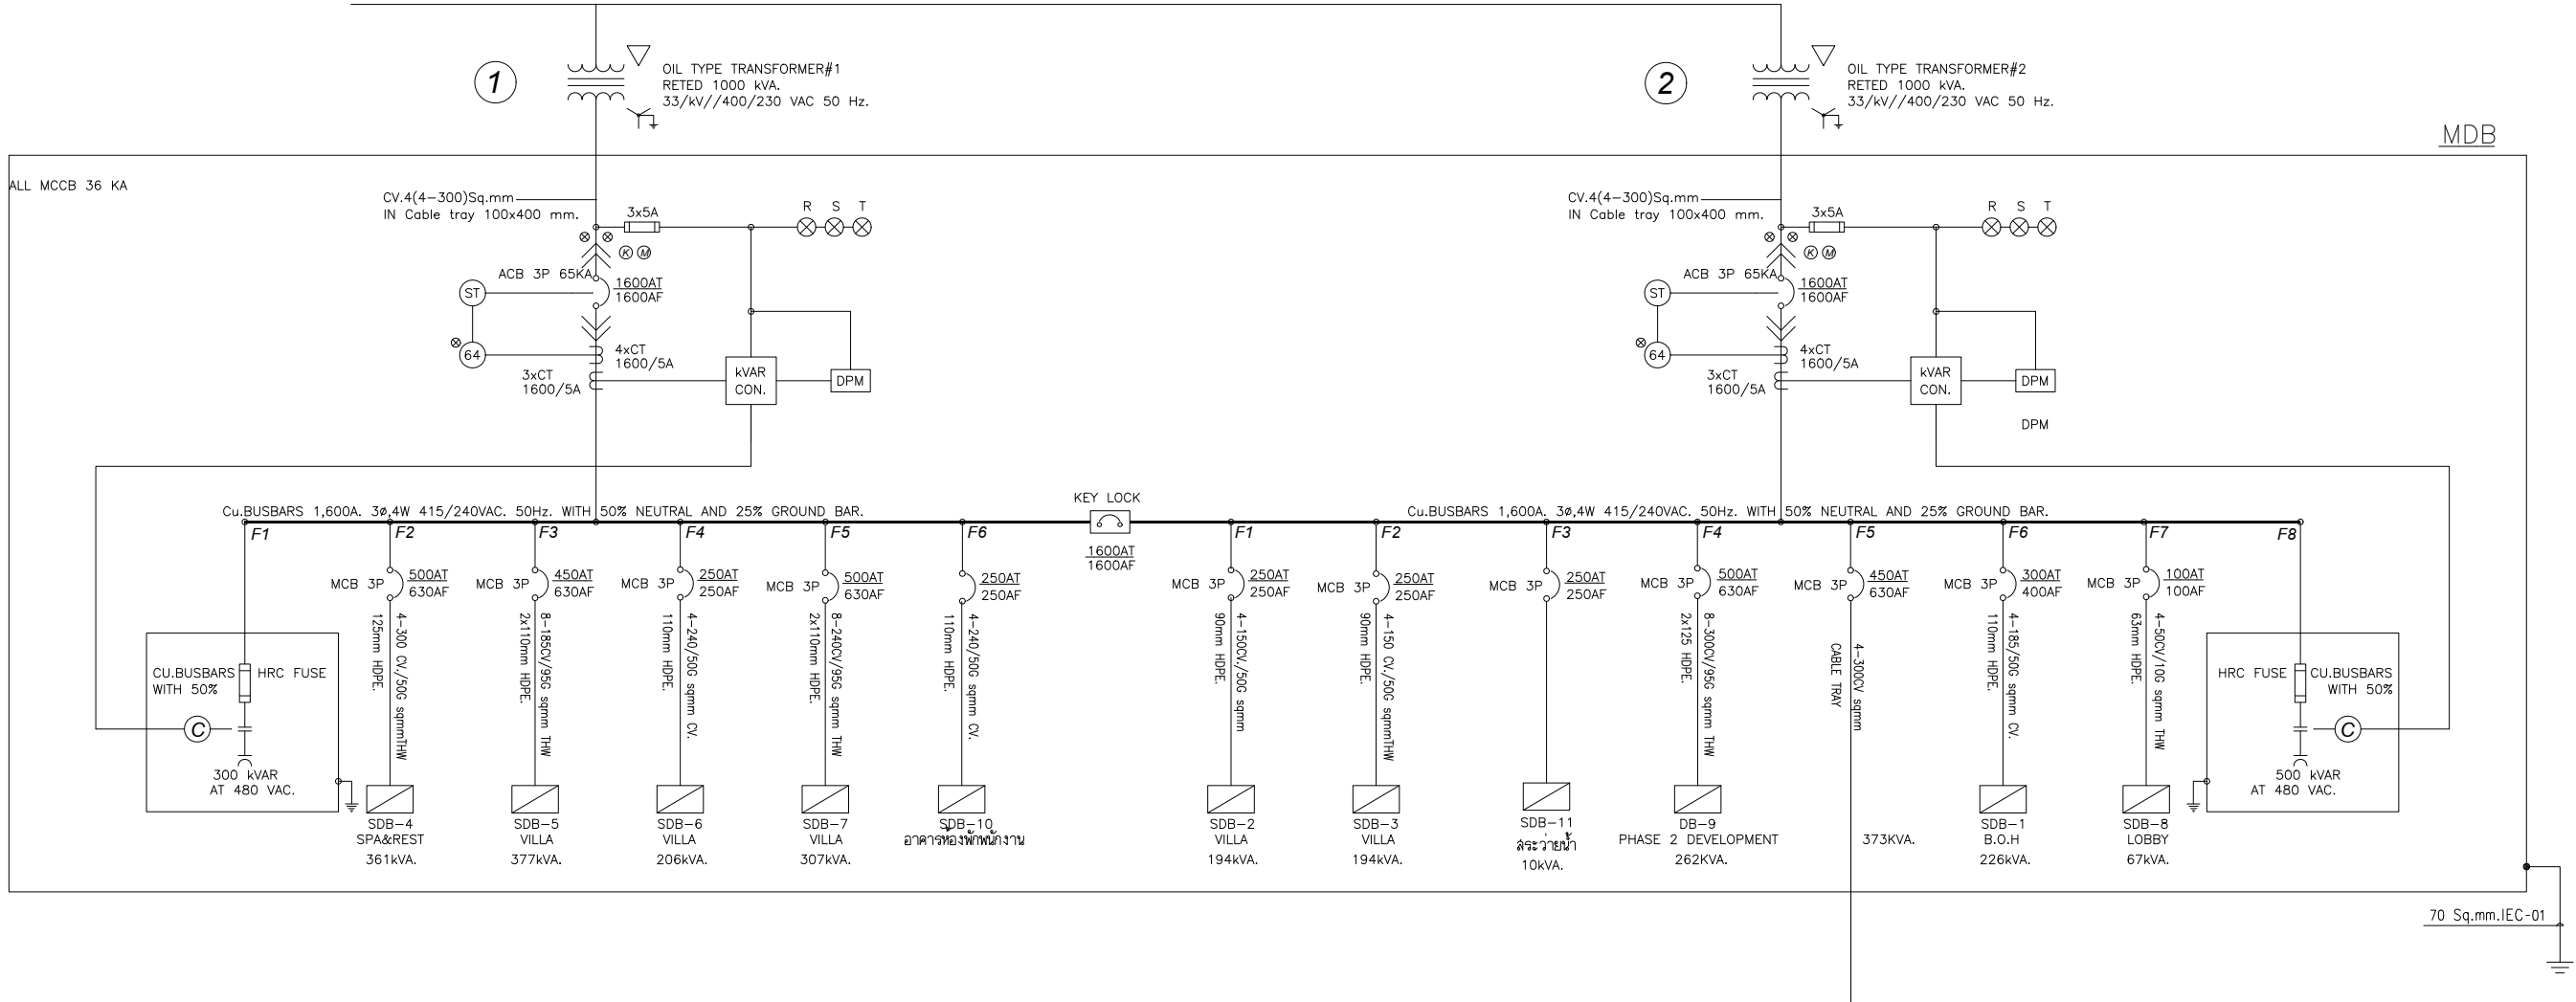 1
OIL TYPE TRANSFORMER#1
RETED 1000 kVA.
33/kV//400/230 VAC 50 Hz.
2
OIL TYPE TRANSFORMER#2
RETED 1000 kVA.
33/kV//400/230 VAC 50 Hz.
MDB
ALL MCCB 36 KA
CV.4(4-300)Sq.mm
IN Cable tray 100x400 mm.
3x5A
R S T
K M
ACB 3P 65KA
1600AT
1600AF
ST
64
4xCT
1600/5A
3xCT
1600/5A
kVAR
CON.
DPM
CV.4(4-300)Sq.mm
IN Cable tray 100x400 mm.
3x5A
R S T
K M
ACB 3P 65KA
1600AT
1600AF
ST
64
4xCT
1600/5A
3xCT
1600/5A
kVAR
CON.
DPM
DPM
Cu.BUSBARS 1,600A. 3ø,4W 415/240VAC. 50Hz. WITH 50% NEUTRAL AND 25% GROUND BAR.
KEY LOCK
1600AT
1600AF
Cu.BUSBARS 1,600A. 3ø,4W 415/240VAC. 50Hz. WITH 50% NEUTRAL AND 25% GROUND BAR.
F1
CU.BUSBARS
WITH 50%
HRC FUSE
C
300 kVAR
AT 480 VAC.
F2
MCB 3P
500AT
630AF
4-300 CV./50G sqmmTHW
125mm HDPE.
SDB-4
SPA&REST
361kVA.
F3
MCB 3P
450AT
630AF
8-185CV/95G sqmm THW
2x110mm HDPE.
SDB-5
VILLA
377kVA.
F4
MCB 3P
250AT
250AF
4-240/50G sqmm CV.
110mm HDPE.
SDB-6
VILLA
206kVA.
F5
MCB 3P
500AT
630AF
8-240CV/95G sqmm THW
2x110mm HDPE.
SDB-7
VILLA
307kVA.
F6
250AT
250AF
4-240/50G sqmm CV.
110mm HDPE.
SDB-10
อาคารห้องพักพนักงาน
F1
MCB 3P
250AT
250AF
4-150CV./50G sqmm
90mm HDPE.
SDB-2
VILLA
194kVA.
F2
MCB 3P
250AT
250AF
4-150 CV./50G sqmmTHW
90mm HDPE.
SDB-3
VILLA
194kVA.
F3
MCB 3P
250AT
250AF
SDB-11
สระว่ายน้ำ
10kVA.
F4
MCB 3P
500AT
630AF
8-300CV/95G sqmm THW
2x125 HDPE.
DB-9
PHASE 2 DEVELOPMENT
262KVA.
F5
MCB 3P
450AT
630AF
4-300CV sqmm
CABLE TRAY
373KVA.
F6
MCB 3P
300AT
400AF
4-185/50G sqmm CV.
110mm HDPE.
SDB-1
B.O.H
226kVA.
F7
MCB 3P
100AT
100AF
4-50CV/10G sqmm THW
63mm HDPE.
SDB-8
LOBBY
67kVA.
F8
HRC FUSE
CU.BUSBARS
WITH 50%
C
500 kVAR
AT 480 VAC.
70 Sq.mm.IEC-01